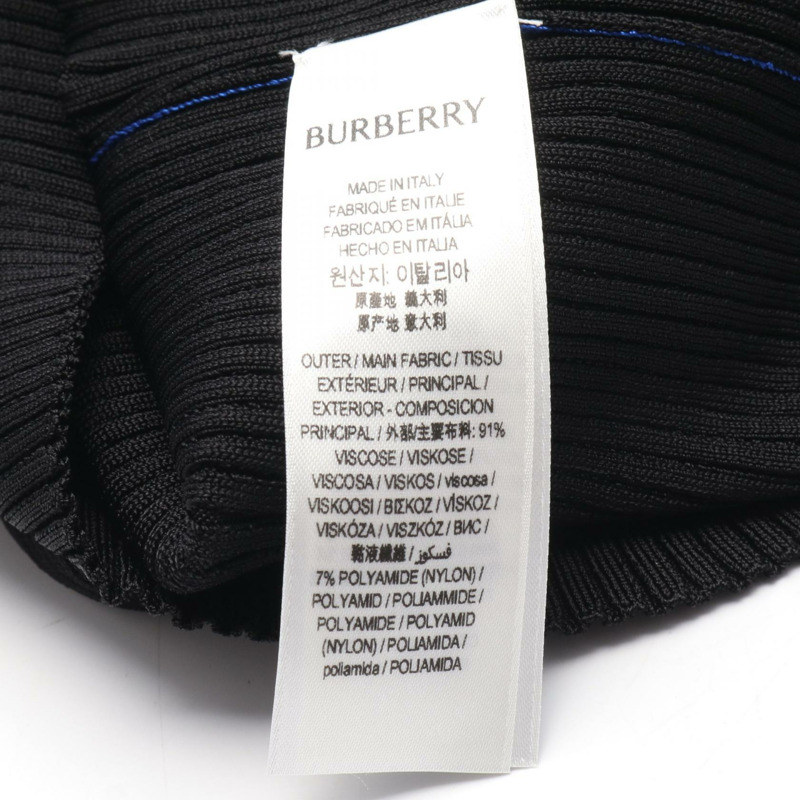 BURBERRY
MADE IN ITALY
FABRIQUÉ EN ITALIE
FABRICADO EM ITÁLIA
HECHO EN ITALIA
원산지: 이탈리아
原產地 義大利
原产地 意大利
OUTER / MAIN FABRIC / TISSU
EXTÉRIEUR / PRINCIPAL /
EXTERIOR - COMPOSICION
PRINCIPAL / 外部/主要布料: 91%
VISCOSE / VISKOSE /
VISCOSA / VISKOS / viscosa /
VISKOOSI / ΒΙΣΚΟΖ / VİSKOZ /
VISKÓZA / VISZKÓZ / ВИС /
黏液纖維 / فسكوز /
7% POLYAMIDE (NYLON) /
POLYAMID / POLIAMMIDE /
POLYAMIDE / POLYAMID
(NYLON) / POLIAMIDA /
poliamida / POLIAMIDA